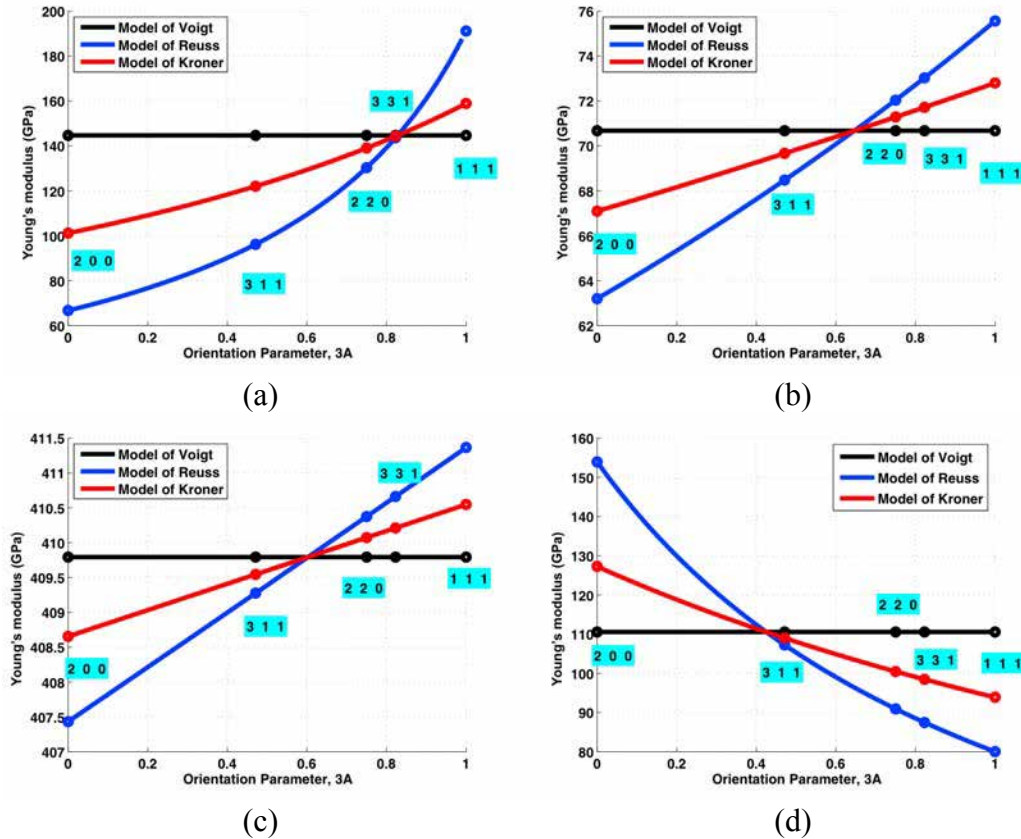 Model of Voigt
Model of Reuss
Model of Kroner
Young's modulus (GPa)
200
180
160
140
120
100
80
60
0
0.2
0.4
0.6
0.8
1
Orientation Parameter, 3A
2 0 0
3 1 1
2 2 0
3 3 1
1 1 1
(a)
Model of Voigt
Model of Reuss
Model of Kroner
Young's modulus (GPa)
76
74
72
70
68
66
64
62
0
0.2
0.4
0.6
0.8
1
Orientation Parameter, 3A
2 0 0
3 1 1
2 2 0
3 3 1
1 1 1
(b)
Model of Voigt
Model of Reuss
Model of Kroner
Young's modulus (GPa)
411.5
411
410.5
410
409.5
409
408.5
408
407.5
407
0
0.2
0.4
0.6
0.8
1
Orientation Parameter, 3A
2 0 0
3 1 1
2 2 0
3 3 1
1 1 1
(c)
Model of Voigt
Model of Reuss
Model of Kroner
Young's modulus (GPa)
160
150
140
130
120
110
100
90
80
0
0.2
0.4
0.6
0.8
1
Orientation Parameter, 3A
2 0 0
3 1 1
2 2 0
3 3 1
1 1 1
(d)